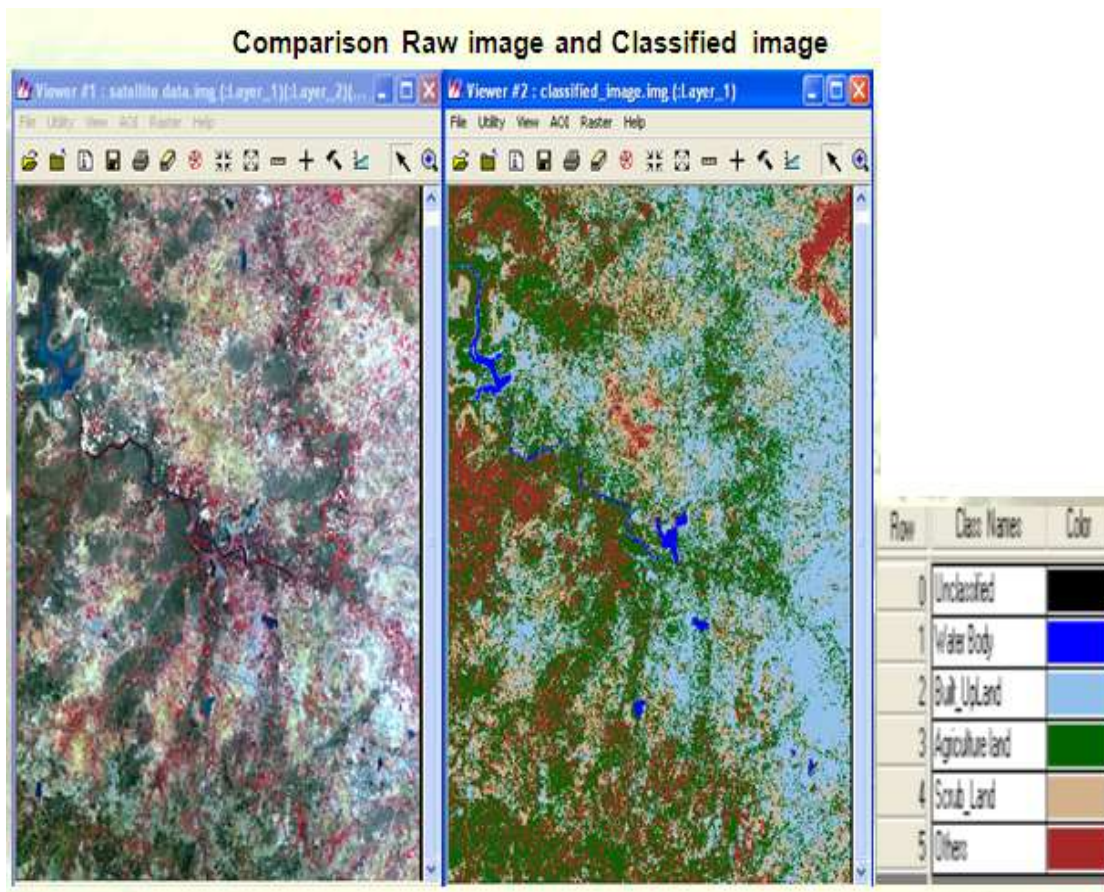 Comparison Raw image and Classified image
Viewer #1 : satellite data.img (:Layer_1)(:Layer_2)(...
File Utility View AOI Raster Help
Viewer #2 : classified_image.img (:Layer_1)
File Utility View AOI Raster Help
Row Class Names Color
0 Unclassified
1 Water Body
2 Built_UpLand
3 Agriculture land
4 Scrub_Land
5 Others